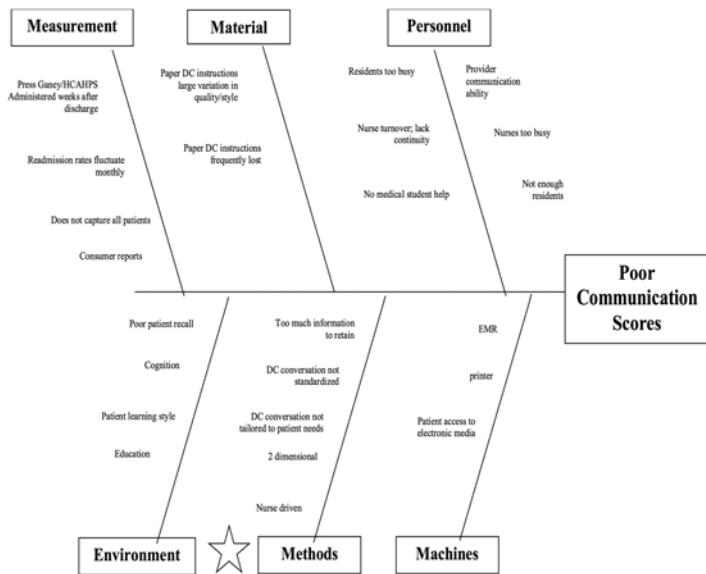 Measurement
Material
Personnel
Press Ganey/HCAHPS
Administered weeks after
discharge
Readmission rates fluctuate
monthly
Does not capture all patients
Consumer reports
Paper DC instructions
large variation in
quality/style
Paper DC instructions
frequently lost
Residents too busy
Nurse turnover; lack
continuity
No medical student help
Provider
communication
ability
Nurses too busy
Not enough
residents
Poor
Communication
Scores
Poor patient recall
Cognition
Patient learning style
Education
Too much information
to retain
DC conversation not
standardized
DC conversation not
tailored to patient needs
2 dimensional
Nurse driven
EMR
printer
Patient access to
electronic media
Environment
Methods
Machines